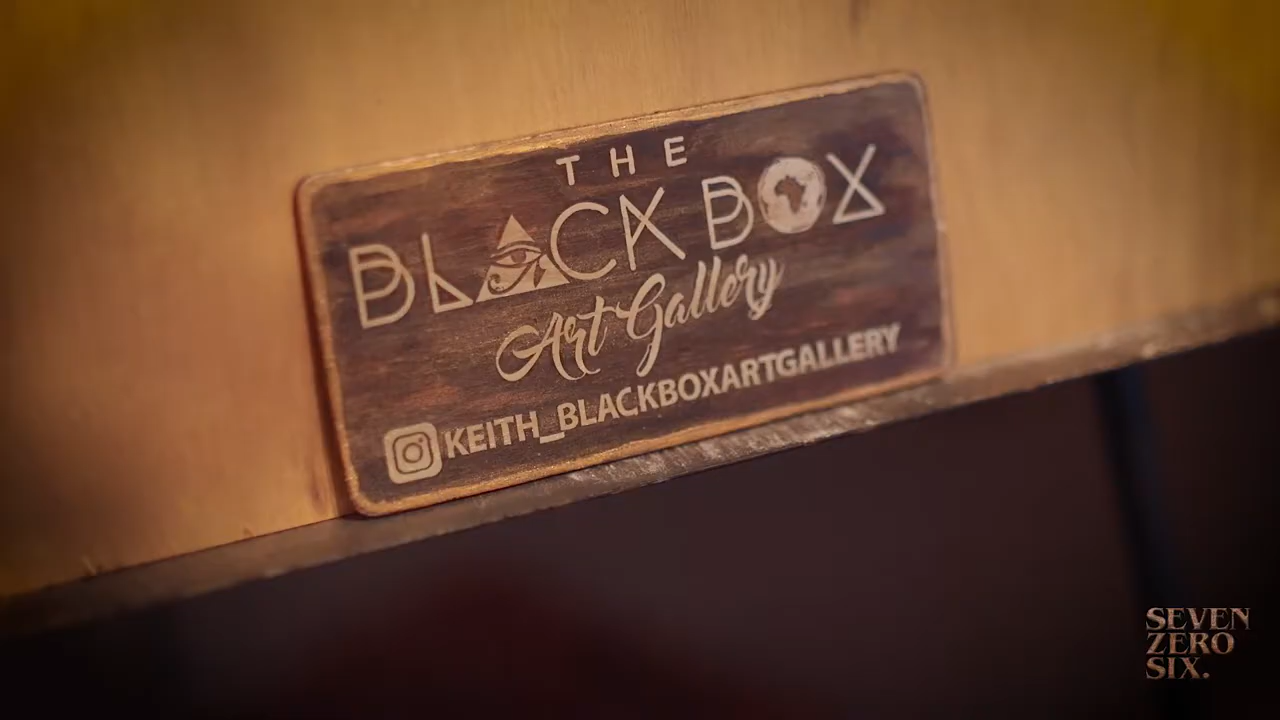 THE
BLACK BOX
Art Gallery
KEITH_BLACKBOXARTGALLERY
SEVEN
ZERO
SIX.